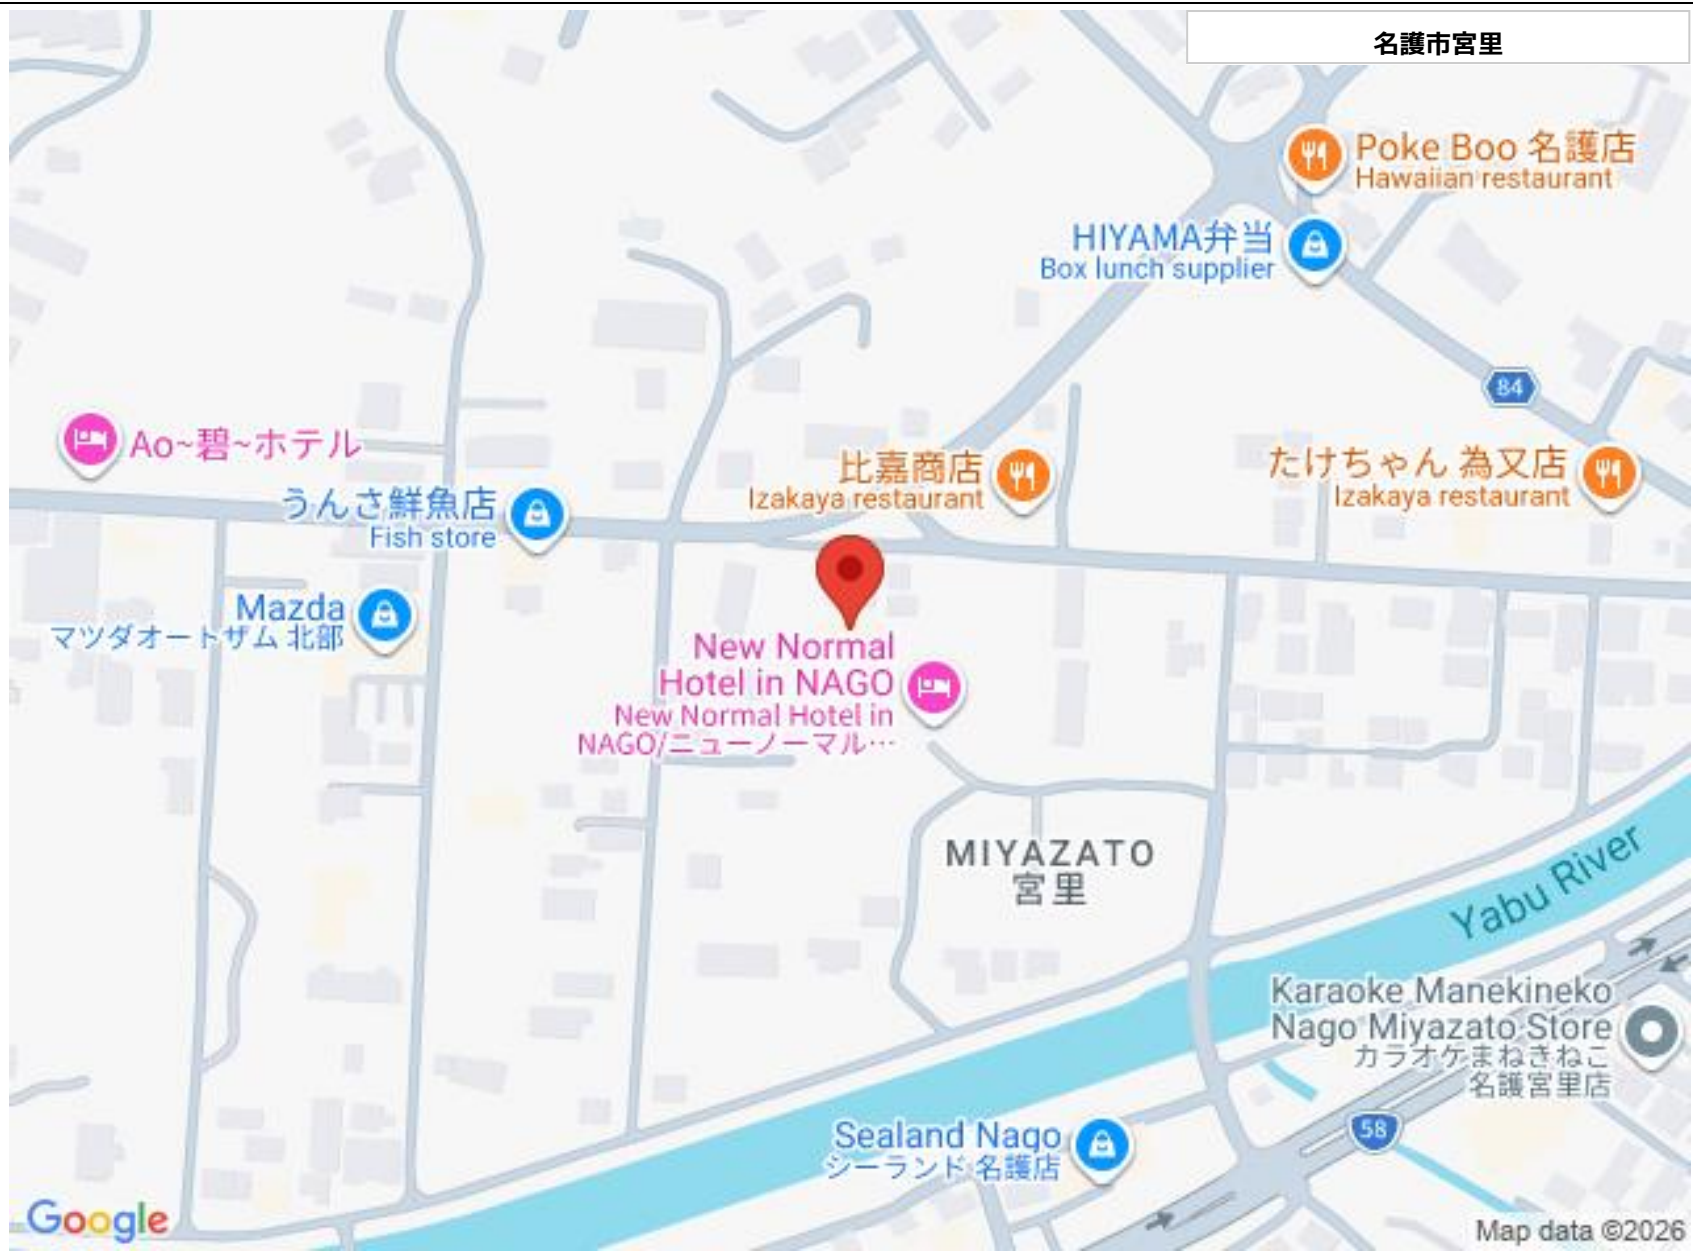 名護市宮里
Poke Boo 名護店
Hawaiian restaurant
HIYAMA弁当
Box lunch supplier
84
Ao~碧~ホテル
比嘉商店
Izakaya restaurant
たけちゃん 為又店
Izakaya restaurant
うんさ鮮魚店
Fish store
Mazda
マツダオートザム 北部
New Normal
Hotel in NAGO
New Normal Hotel in
NAGO/ニューノーマル…
MIYAZATO
宮里
Yabu River
Karaoke Manekineko
Nago Miyazato Store
カラオケまねきねこ
名護宮里店
58
Sealand Nago
シーランド 名護店
Google
Map data ©2026